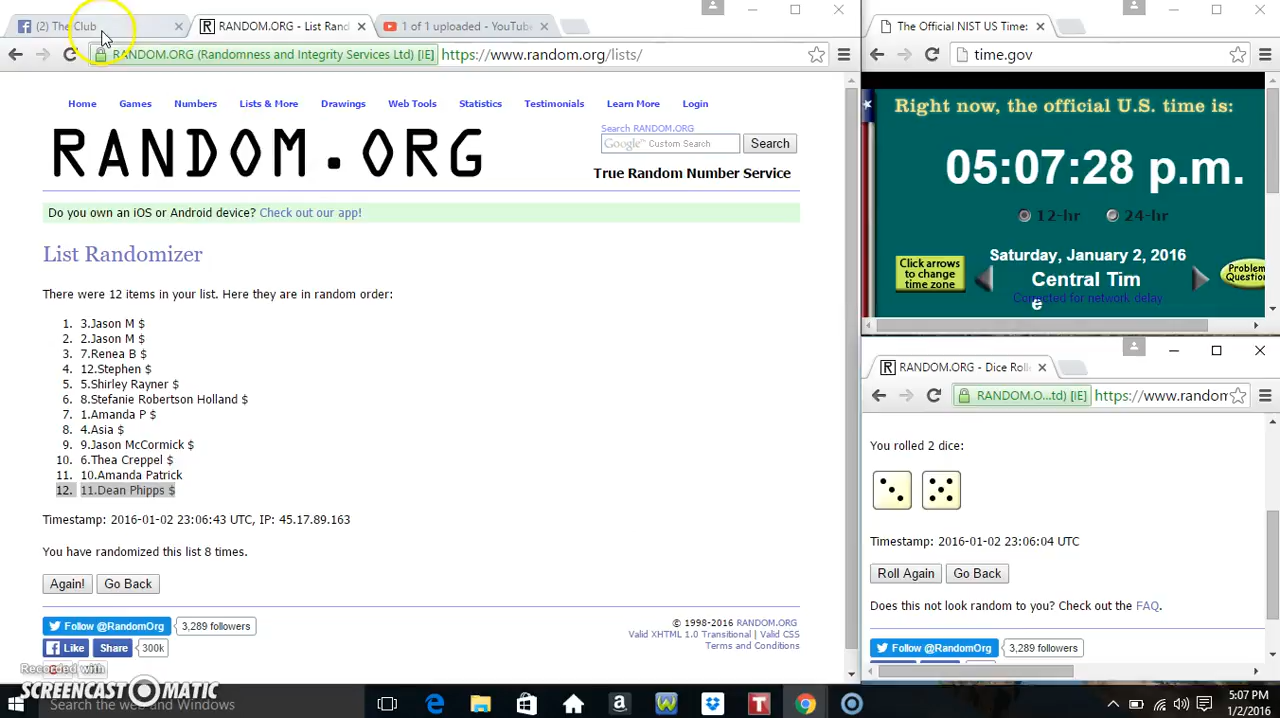 (2) The Club
RANDOM.ORG - List Rand
1 of 1 uploaded - YouTube
RANDOM.ORG (Randomness and Integrity Services Ltd) [IE]
https://www.random.org/lists/
Home Games Numbers Lists & More Drawings Web Tools Statistics Testimonials Learn More Login
RANDOM.ORG
Search RANDOM.ORG
Google™ Custom Search
Search
True Random Number Service
Do you own an iOS or Android device? Check out our app!
List Randomizer
There were 12 items in your list. Here they are in random order:
1. 3.Jason M $
2. 2.Jason M $
3. 7.Renea B $
4. 12.Stephen $
5. 5.Shirley Rayner $
6. 8.Stefanie Robertson Holland $
7. 1.Amanda P $
8. 4.Asia $
9. 9.Jason McCormick $
10. 6.Thea Creppel $
11. 10.Amanda Patrick
12. 11.Dean Phipps $
Timestamp: 2016-01-02 23:06:43 UTC, IP: 45.17.89.163
You have randomized this list 8 times.
Again!
Go Back
Follow @RandomOrg
3,289 followers
Like
Share
300k
© 1998-2016 RANDOM.ORG
Valid XHTML 1.0 Transitional | Valid CSS
Terms and Conditions
Recorded with
SCREENCAST-O-MATIC
Search the web and Windows
The Official NIST US Time:
time.gov
Right now, the official U.S. time is:
05:07:28 p.m.
12-hr
24-hr
Saturday, January 2, 2016
Click arrows
to change
time zone
Central Tim
e
Corrected for network delay
Problem
Question
RANDOM.ORG - Dice Rolle
RANDOM.O...td) [IE]
https://www.randon
You rolled 2 dice:
Timestamp: 2016-01-02 23:06:04 UTC
Roll Again
Go Back
Does this not look random to you? Check out the FAQ.
Follow @RandomOrg
3,289 followers
5:07 PM
1/2/2016